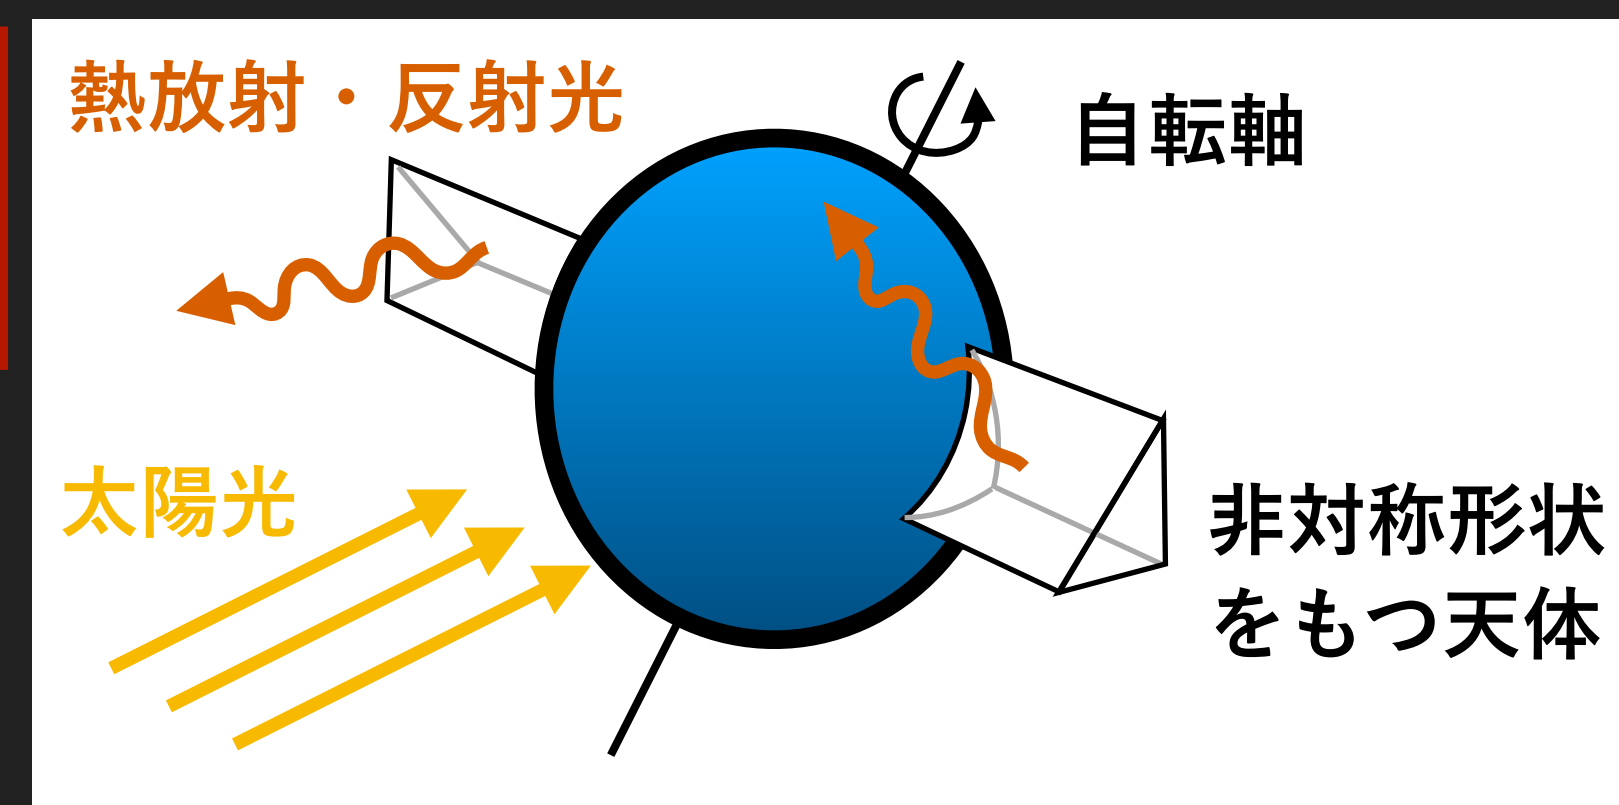 熱放射・反射光
自転軸
太陽光
非対称形状
をもつ天体